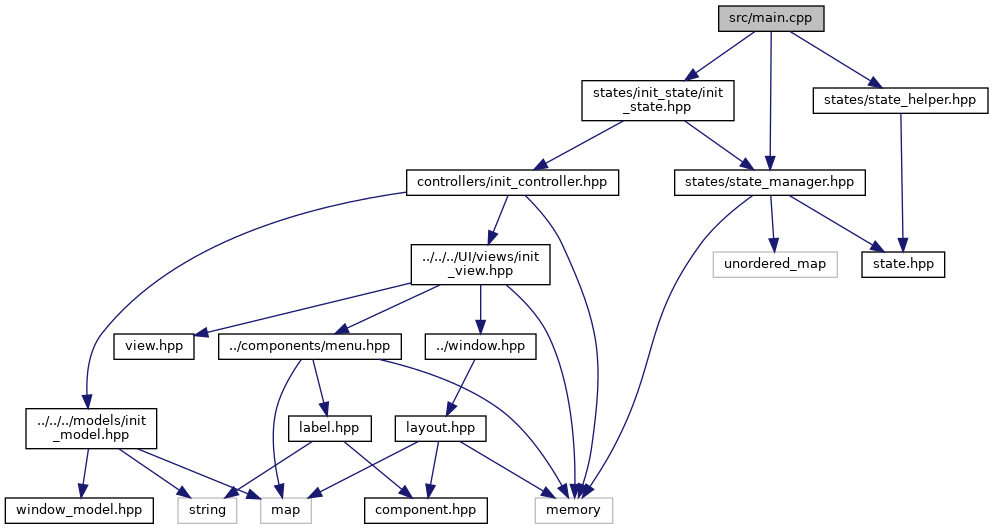 src/main.cpp
states/init_state/init
_state.hpp
states/state_helper.hpp
controllers/init_controller.hpp
states/state_manager.hpp
../../../UI/views/init
_view.hpp
unordered_map
state.hpp
view.hpp
../components/menu.hpp
../window.hpp
../../../models/init
_model.hpp
label.hpp
layout.hpp
window_model.hpp
string
map
component.hpp
memory